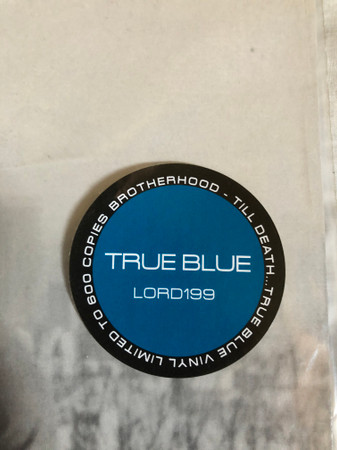 BROTHERHOOD - TILL DEATH...TRUE BLUE VINYL LIMITED TO 600 COPIES
TRUE BLUE
LORD199